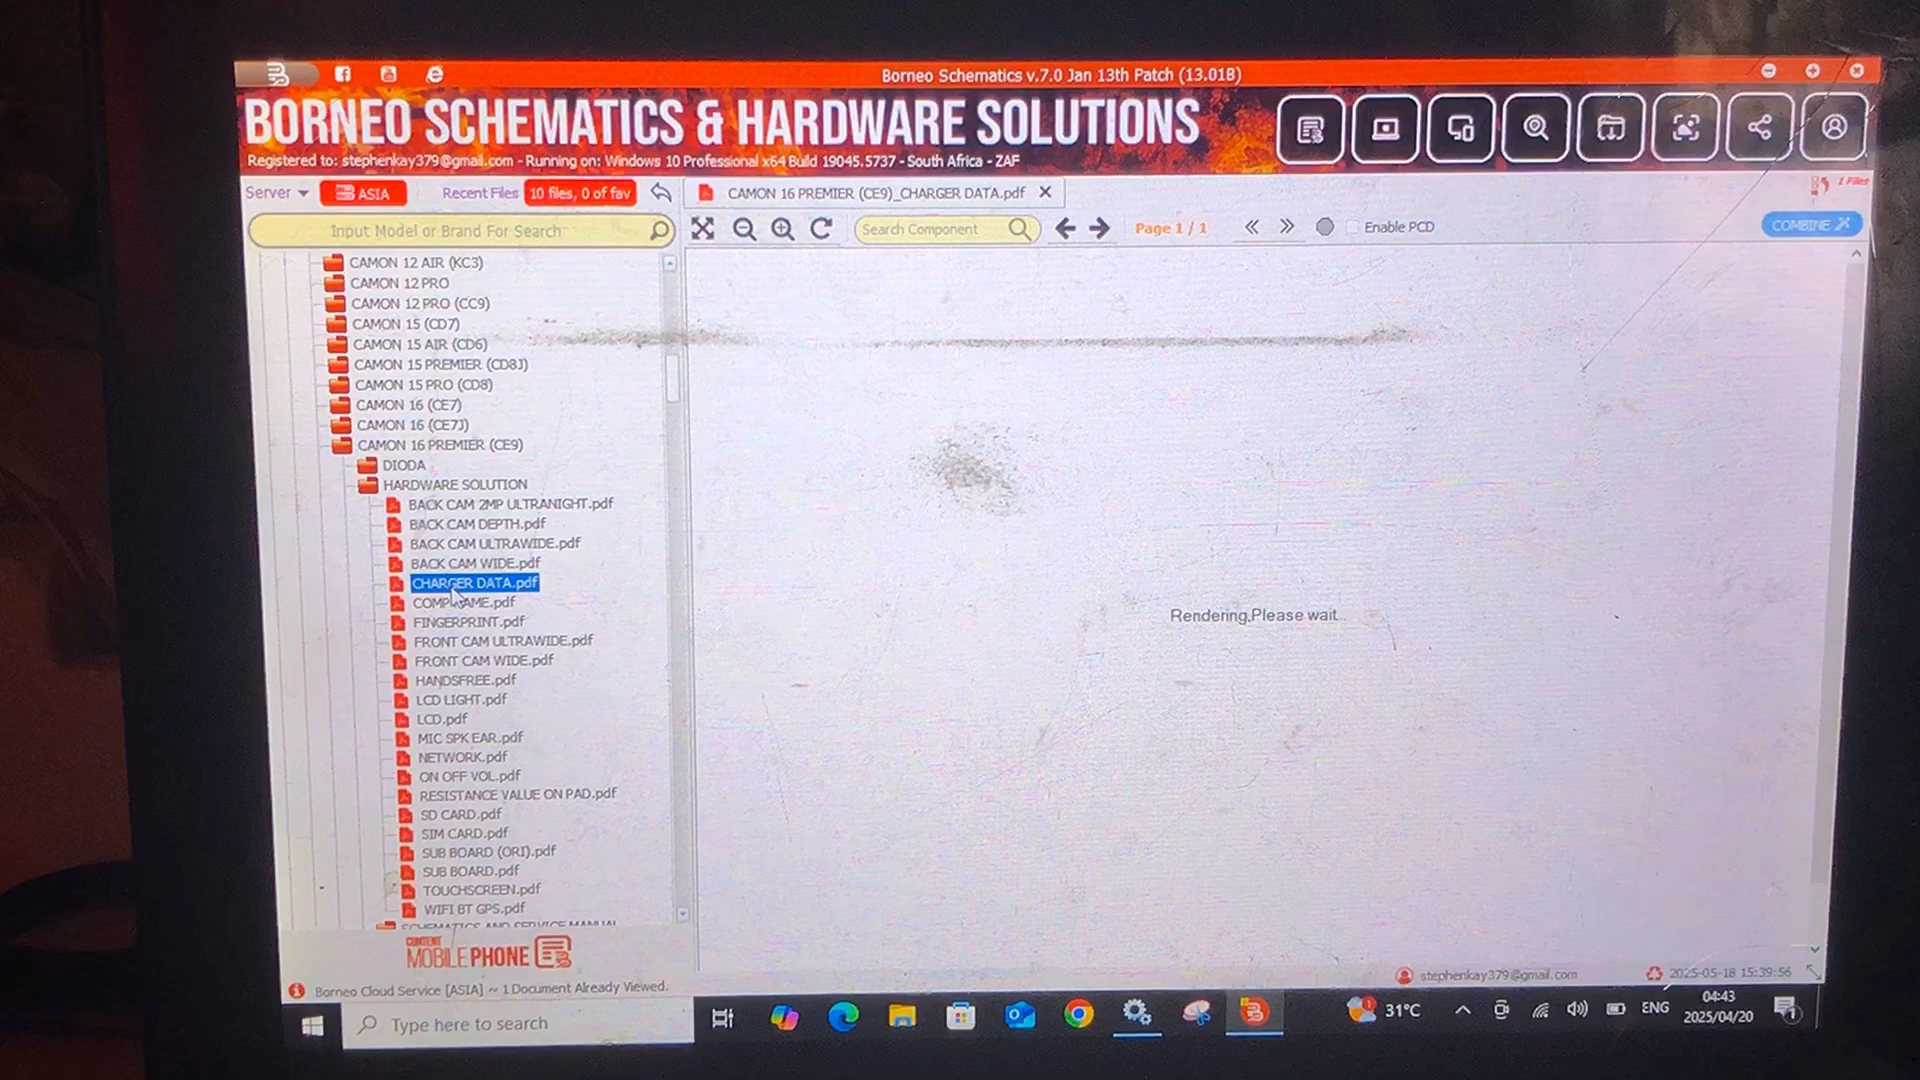 Borneo Schematics v.7.0 Jan 13th Patch (13.01B)
BORNEO SCHEMATICS & HARDWARE SOLUTIONS
Registered to: stephenkay379@gmail.com - Running on: Windows 10 Professional x64 Build 19045.5737 - South Africa - ZAF
Server ASIA Recent Files 10 files, 0 of fav CAMON 16 PREMIER (CE9)_CHARGER DATA.pdf 1 Files
Input Model or Brand For Search Search Component Page 1 / 1 Enable PCD COMBINE
CAMON 12 AIR (KC3)
CAMON 12 PRO
CAMON 12 PRO (CC9)
CAMON 15 (CD7)
CAMON 15 AIR (CD6)
CAMON 15 PREMIER (CD8J)
CAMON 15 PRO (CD8)
CAMON 16 (CE7)
CAMON 16 (CE7J)
CAMON 16 PREMIER (CE9)
DIODA
HARDWARE SOLUTION
BACK CAM 2MP ULTRANIGHT.pdf
BACK CAM DEPTH.pdf
BACK CAM ULTRAWIDE.pdf
BACK CAM WIDE.pdf
CHARGER DATA.pdf
FINGERPRINT.pdf
FRONT CAM ULTRAWIDE.pdf
FRONT CAM WIDE.pdf
HANDSFREE.pdf
LCD LIGHT.pdf
LCD.pdf
MIC SPK EAR.pdf
NETWORK.pdf
ON OFF VOL.pdf
RESISTANCE VALUE ON PAD.pdf
SD CARD.pdf
SIM CARD.pdf
SUB BOARD (ORI).pdf
SUB BOARD.pdf
TOUCHSCREEN.pdf
WIFI BT GPS.pdf
SCHEMATICS AND SERVICE MANUAL
Rendering,Please wait...
CONTENT
MOBILEPHONE
Borneo Cloud Service [ASIA] ~ 1 Document Already Viewed.
stephenkay379@gmail.com 2025-05-18 15:39:56
Type here to search
31°C ENG
04:43
2025/04/20